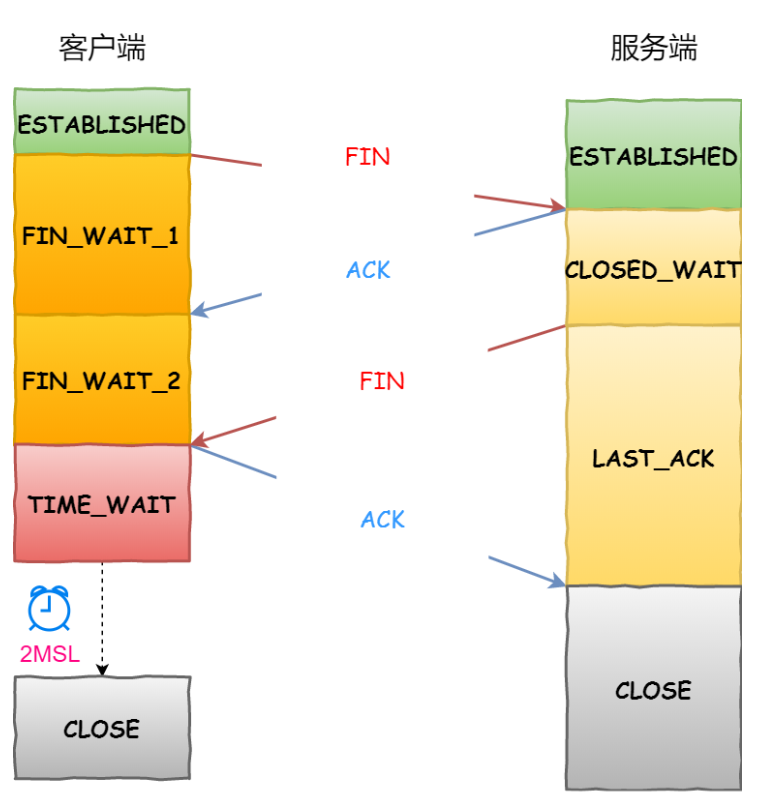 客户端
服务端
ESTABLISHED
FIN
ESTABLISHED
FIN_WAIT_1
ACK
CLOSED_WAIT
FIN_WAIT_2
FIN
LAST_ACK
TIME_WAIT
ACK
2MSL
CLOSE
CLOSE